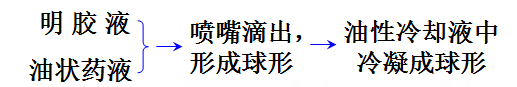 明胶液
油状药液
喷嘴滴出，
形成球形
油性冷却液中
冷凝成球形